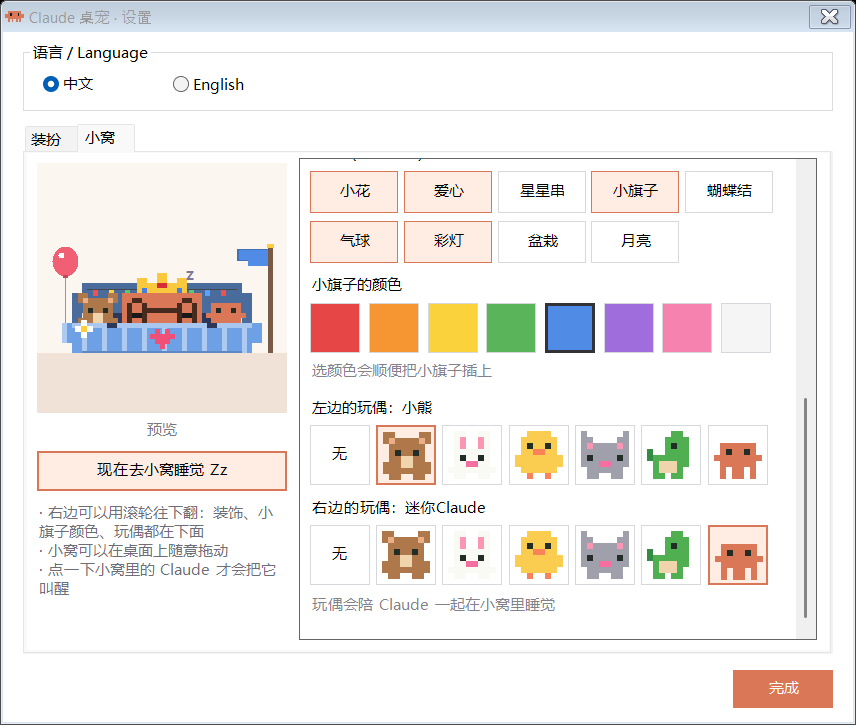 Claude 桌宠 · 设置
语言 / Language
中文
English
装扮
小窝
小花
爱心
星星串
小旗子
蝴蝶结
气球
彩灯
盆栽
月亮
小旗子的颜色
选颜色会顺便把小旗子插上
左边的玩偶：小熊
无
右边的玩偶：迷你Claude
无
玩偶会陪 Claude 一起在小窝里睡觉
z
预览
现在去小窝睡觉 Zz
· 右边可以用滚轮往下翻：装饰、小
旗子颜色、玩偶都在下面
· 小窝可以在桌面上随意拖动
· 点一下小窝里的 Claude 才会把它
叫醒
完成